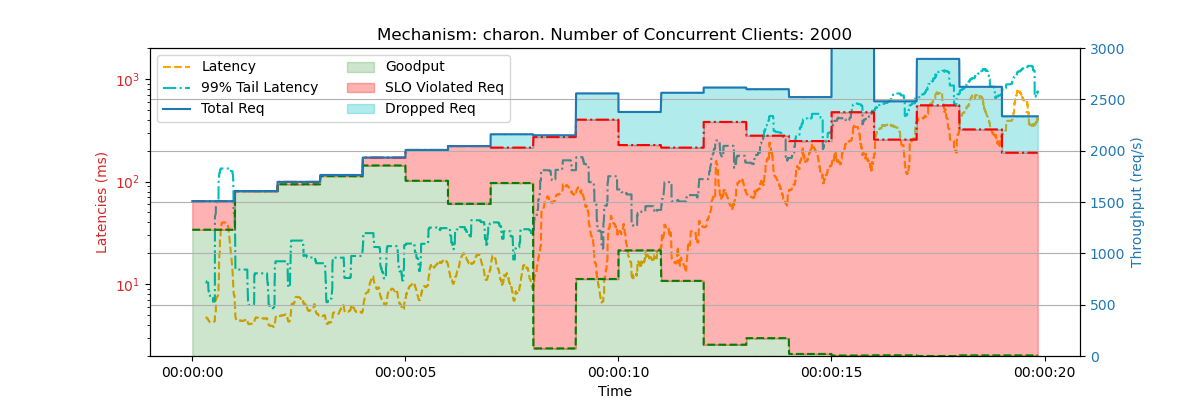 Mechanism: charon. Number of Concurrent Clients: 2000
Latency
99% Tail Latency
Total Req
Goodput
SLO Violated Req
Dropped Req
10³
10²
10¹
Latencies (ms)
3000
2500
2000
1500
1000
500
0
Throughput (req/s)
00:00:00
00:00:05
00:00:10
00:00:15
00:00:20
Time